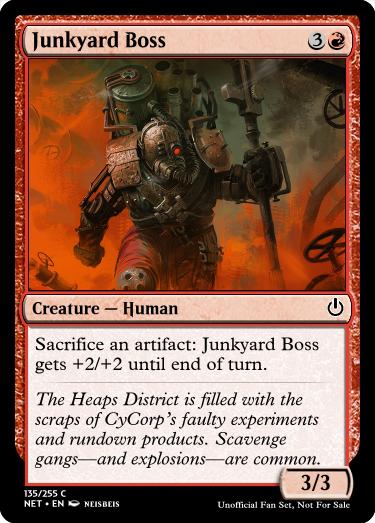 Junkyard Boss 3
Creature — Human
Sacrifice an artifact: Junkyard Boss
gets +2/+2 until end of turn.
The Heaps District is filled with the
scraps of CyCorp's faulty experiments
and rundown products. Scavenge
gangs—and explosions—are common.
3/3
135/255 C
NET • EN NEISBEIS
Unofficial Fan Set, Not For Sale